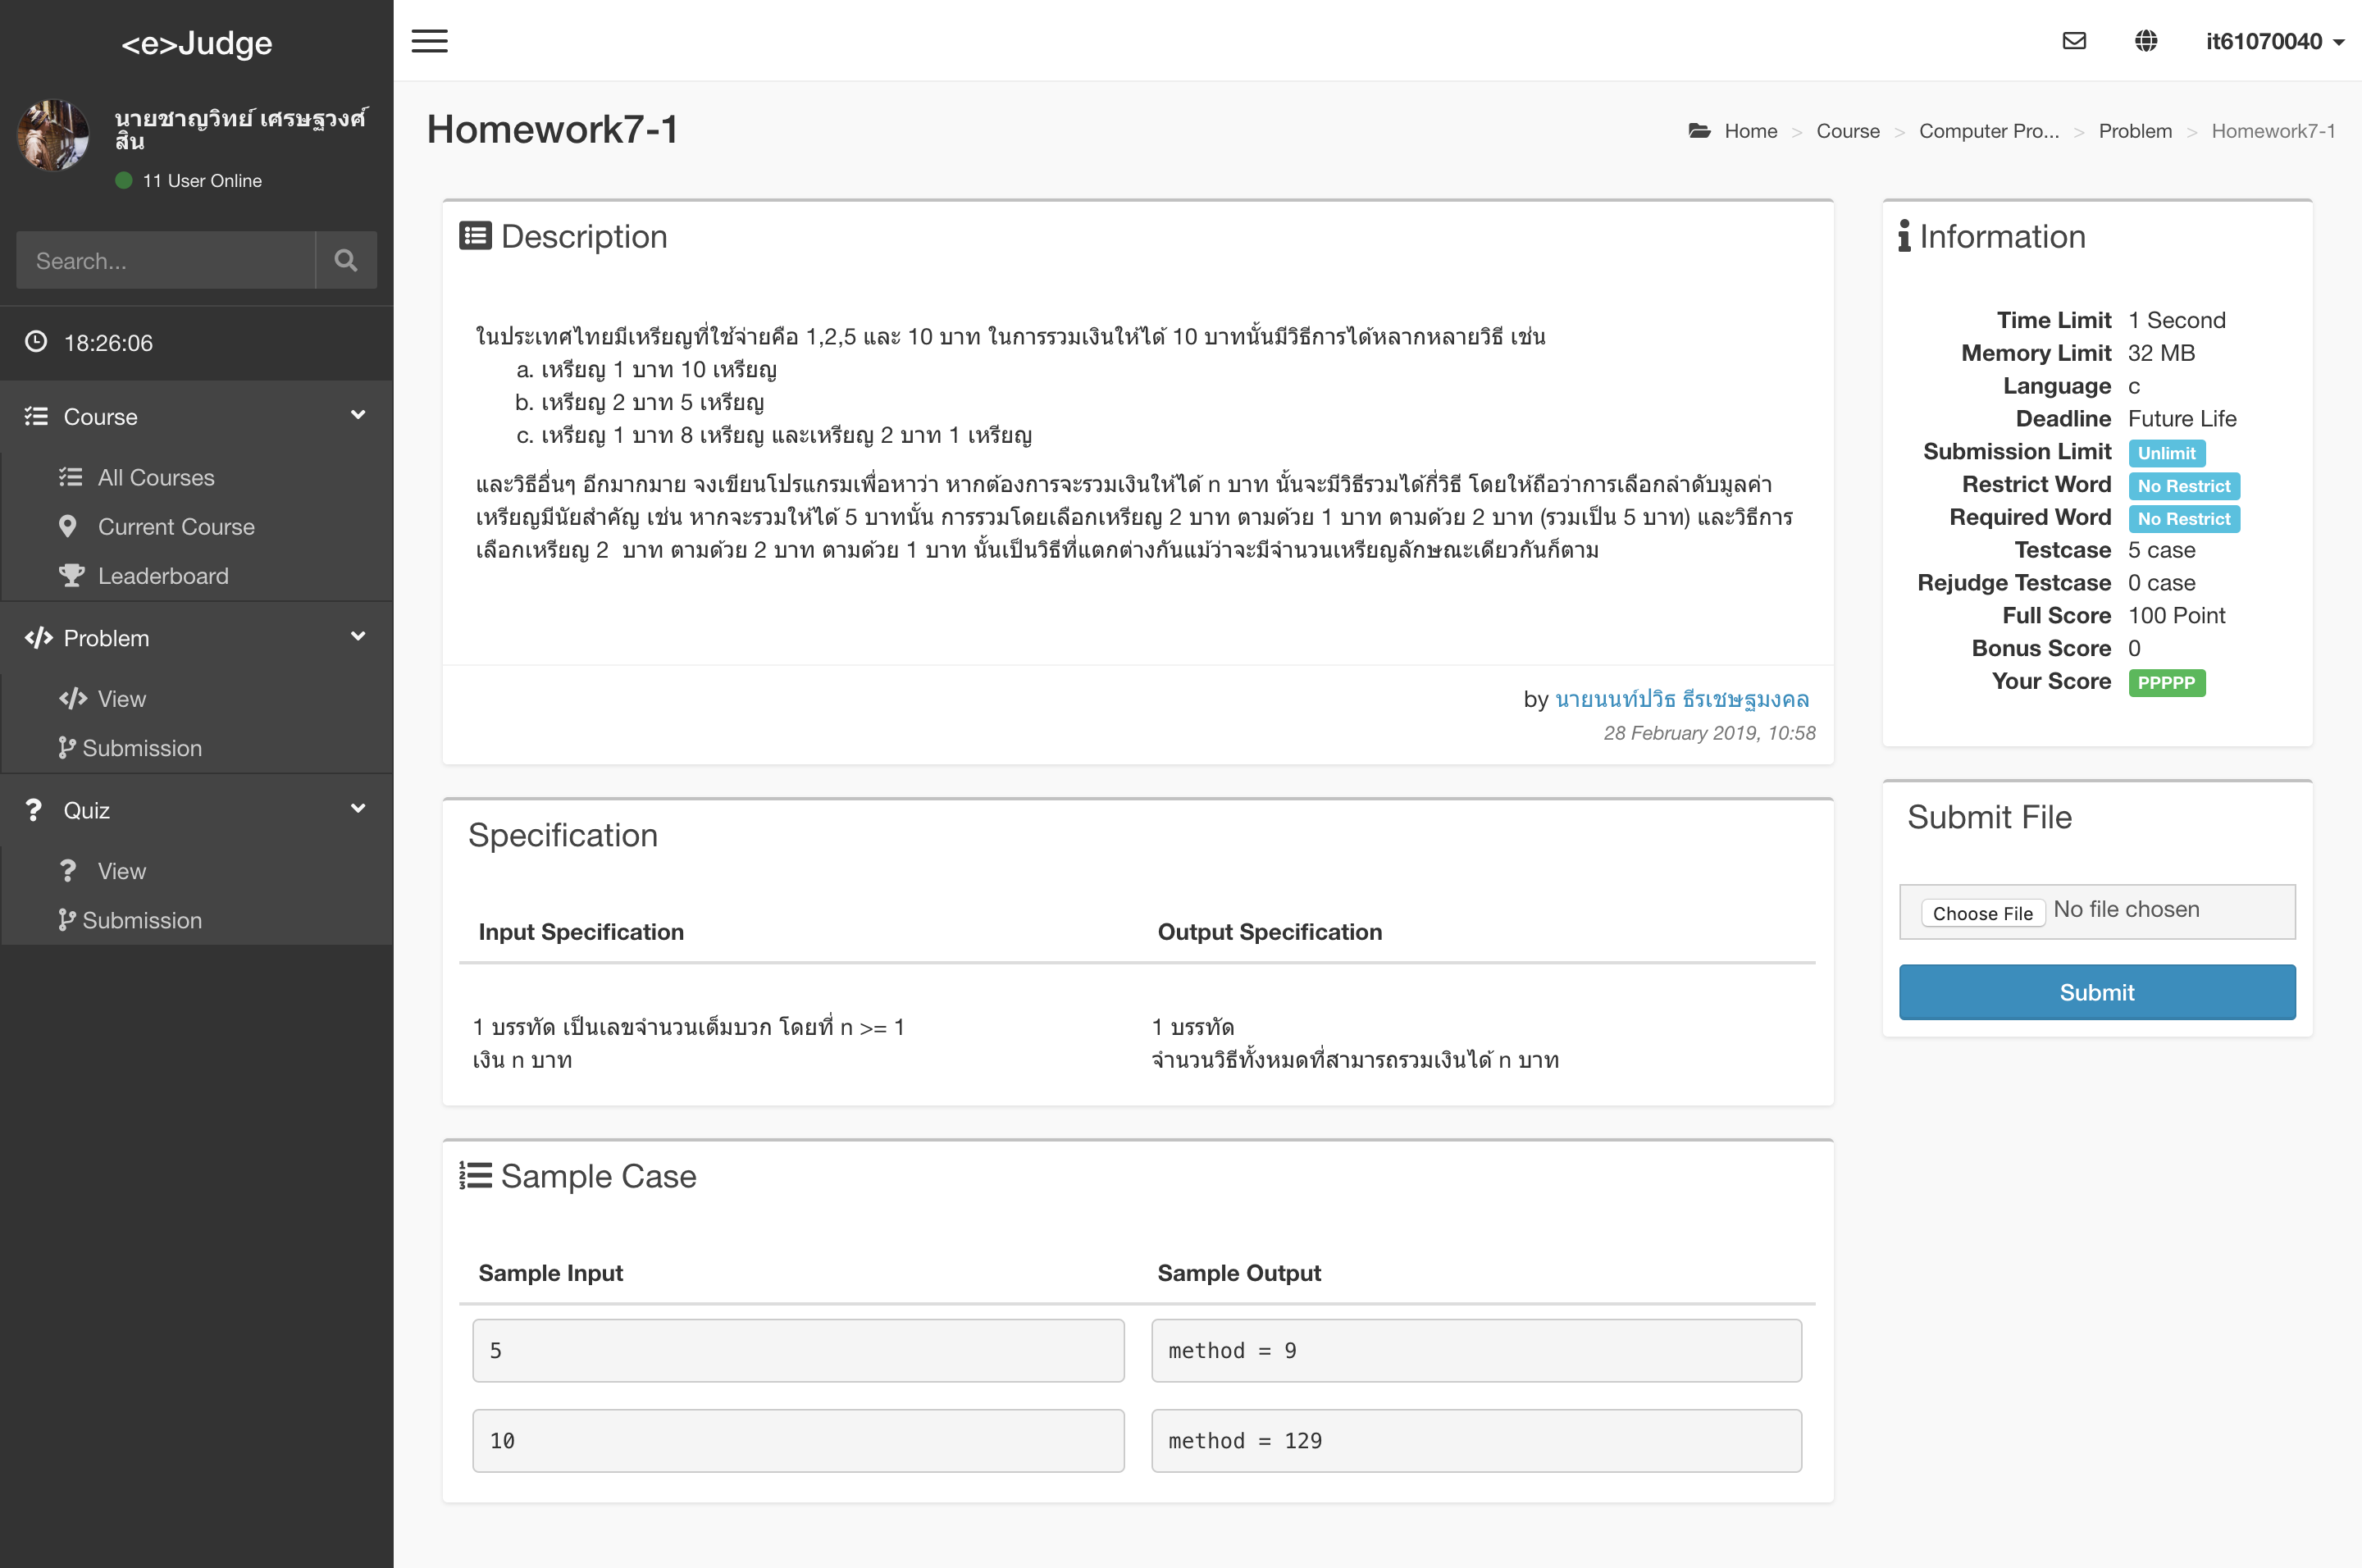 <e>Judge
นายชาญวิทย์ เศรษฐวงศ์
สิน
11 User Online
Search...
18:26:06
Course
All Courses
Current Course
Leaderboard
Problem
View
Submission
Quiz
View
Submission
it61070040
Homework7-1
Home > Course > Computer Pro... > Problem > Homework7-1
Description
ในประเทศไทยมีเหรียญที่ใช้จ่ายคือ 1,2,5 และ 10 บาท ในการรวมเงินให้ได้ 10 บาทนั้นมีวิธีการได้หลากหลายวิธี เช่น
a. เหรียญ 1 บาท 10 เหรียญ
b. เหรียญ 2 บาท 5 เหรียญ
c. เหรียญ 1 บาท 8 เหรียญ และเหรียญ 2 บาท 1 เหรียญ
และวิธีอื่นๆ อีกมากมาย จงเขียนโปรแกรมเพื่อหาว่า หากต้องการจะรวมเงินให้ได้ n บาท นั้นจะมีวิธีรวมได้กี่วิธี โดยให้ถือว่าการเลือกลำดับมูลค่า
เหรียญมีนัยสำคัญ เช่น หากจะรวมให้ได้ 5 บาทนั้น การรวมโดยเลือกเหรียญ 2 บาท ตามด้วย 1 บาท ตามด้วย 2 บาท (รวมเป็น 5 บาท) และวิธีการ
เลือกเหรียญ 2 บาท ตามด้วย 2 บาท ตามด้วย 1 บาท นั้นเป็นวิธีที่แตกต่างกันแม้ว่าจะมีจำนวนเหรียญลักษณะเดียวกันก็ตาม
by นายนนท์ปวิธ ธีรเชษฐมงคล
28 February 2019, 10:58
Specification
Input Specification
Output Specification
1 บรรทัด เป็นเลขจำนวนเต็มบวก โดยที่ n >= 1
เงิน n บาท
1 บรรทัด
จำนวนวิธีทั้งหมดที่สามารถรวมเงินได้ n บาท
Sample Case
Sample Input
Sample Output
5
method = 9
10
method = 129
Information
Time Limit 1 Second
Memory Limit 32 MB
Language c
Deadline Future Life
Submission Limit Unlimit
Restrict Word No Restrict
Required Word No Restrict
Testcase 5 case
Rejudge Testcase 0 case
Full Score 100 Point
Bonus Score 0
Your Score PPPPP
Submit File
Choose File No file chosen
Submit